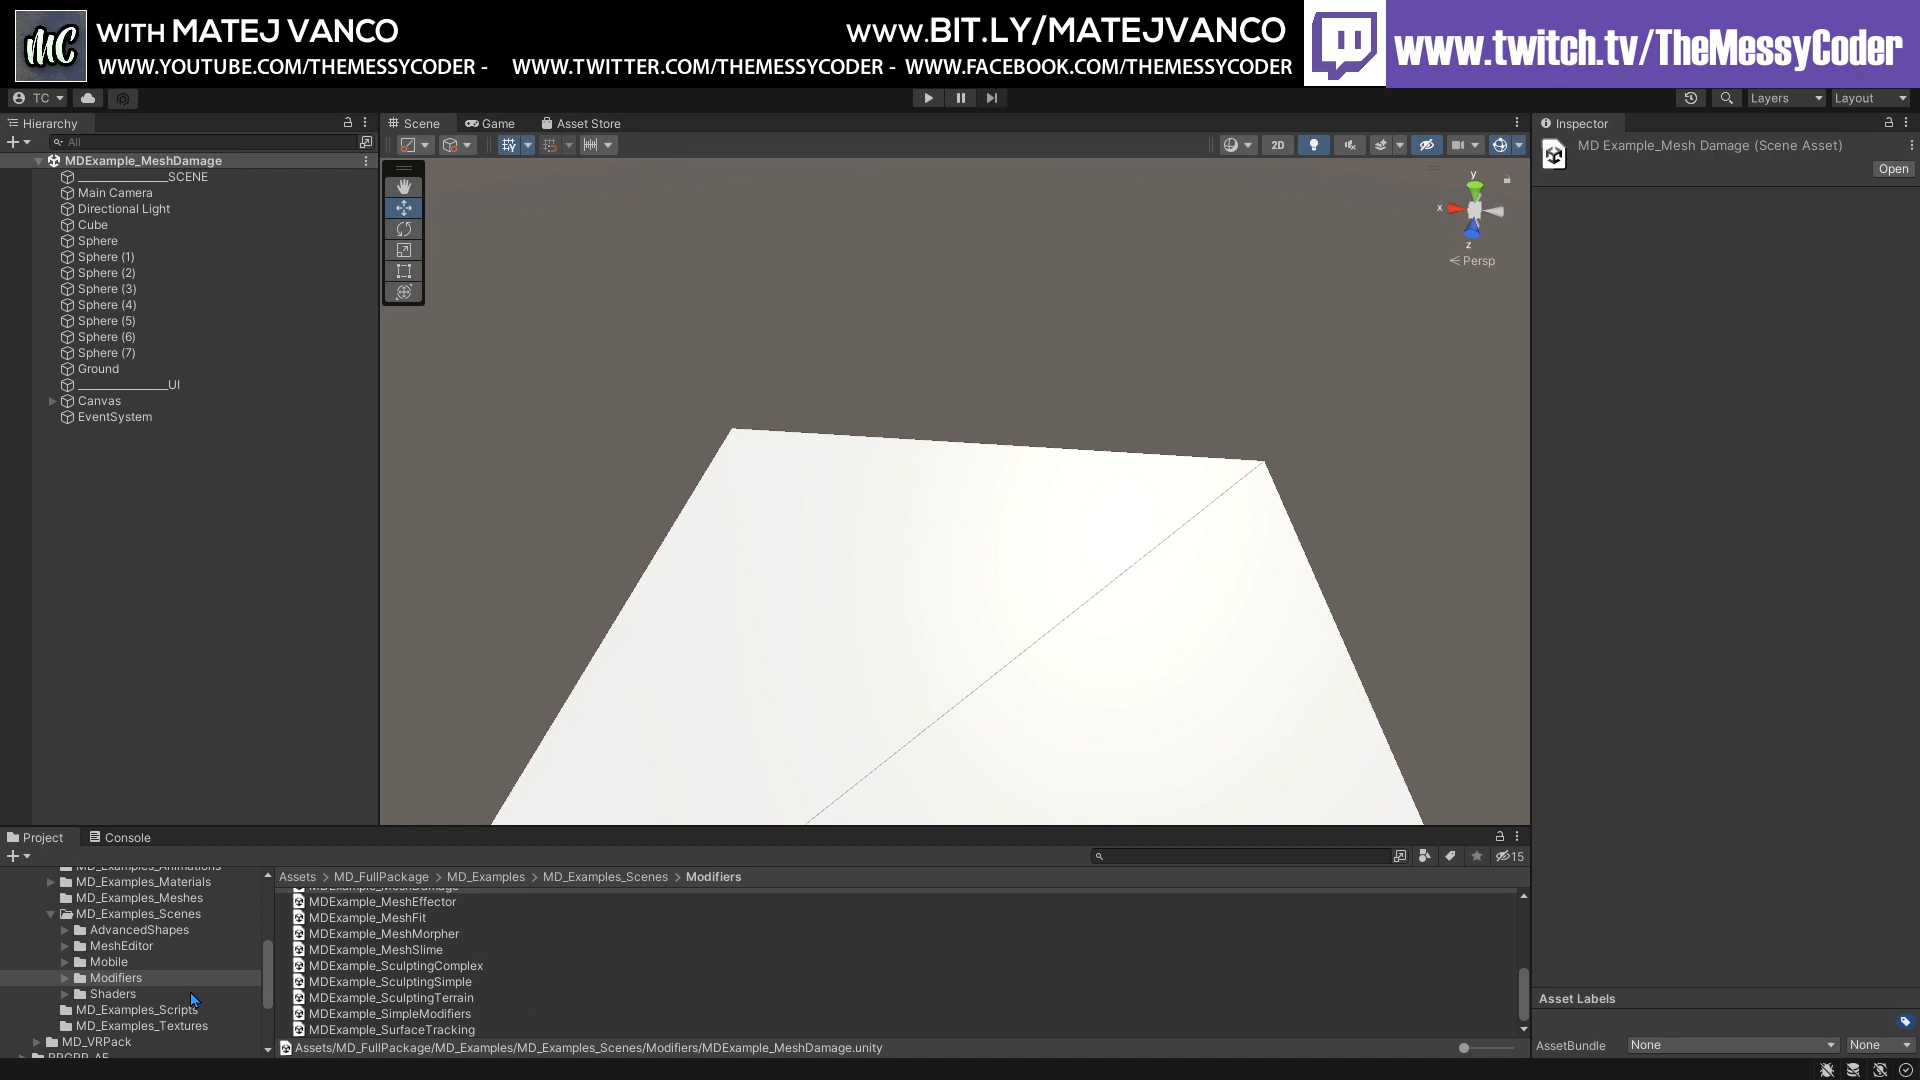 MC WITH MATEJ VANCO
WWW.YOUTUBE.COM/THEMESSYCODER - WWW.TWITTER.COM/THEMESSYCODER - WWW.FACEBOOK.COM/THEMESSYCODER
WWW.BIT.LY/MATEJVANCO
www.twitch.tv/TheMessyCoder
TC
Layers
Layout
Hierarchy
All
MDExample_MeshDamage
______________SCENE
Main Camera
Directional Light
Cube
Sphere
Sphere (1)
Sphere (2)
Sphere (3)
Sphere (4)
Sphere (5)
Sphere (6)
Sphere (7)
Ground
______________UI
Canvas
EventSystem
Scene Game Asset Store
2D
y
x
z
Persp
Inspector
MD Example_Mesh Damage (Scene Asset)
Open
Project Console
15
MD_Examples_Animations
MD_Examples_Materials
MD_Examples_Meshes
MD_Examples_Scenes
AdvancedShapes
MeshEditor
Mobile
Modifiers
Shaders
MD_Examples_Scripts
MD_Examples_Textures
MD_VRPack
Assets > MD_FullPackage > MD_Examples > MD_Examples_Scenes > Modifiers
MDExample_MeshDamage
MDExample_MeshEffector
MDExample_MeshFit
MDExample_MeshMorpher
MDExample_MeshSlime
MDExample_SculptingComplex
MDExample_SculptingSimple
MDExample_SculptingTerrain
MDExample_SimpleModifiers
MDExample_SurfaceTracking
Assets/MD_FullPackage/MD_Examples/MD_Examples_Scenes/Modifiers/MDExample_MeshDamage.unity
Asset Labels
AssetBundle None None